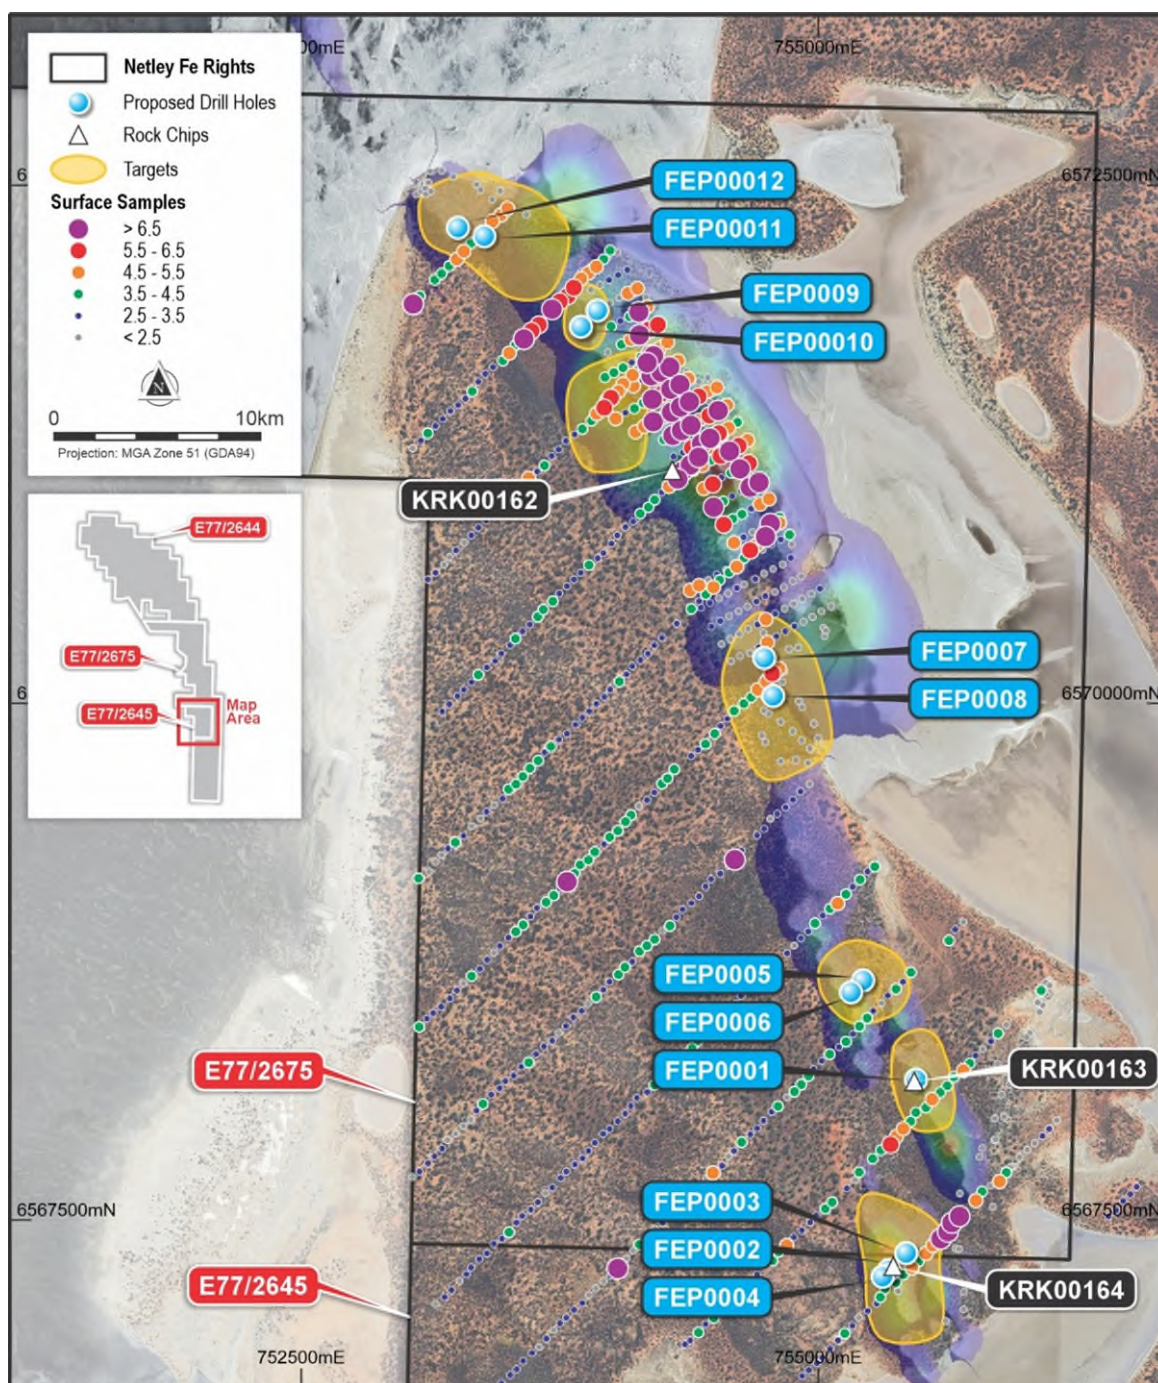 00mE
755000mE
Netley Fe Rights
Proposed Drill Holes
Rock Chips
Targets
Surface Samples
> 6.5
5.5 - 6.5
4.5 - 5.5
3.5 - 4.5
2.5 - 3.5
< 2.5
N
0 10km
Projection: MGA Zone 51 (GDA94)
6
6572500mN
FEP00012
FEP00011
FEP0009
FEP00010
KRK00162
E77/2644
E77/2675
E77/2645
Map
Area
FEP0007
FEP0008
6
6570000mN
FEP0005
FEP0006
FEP0001
KRK00163
E77/2675
FEP0003
FEP0002
FEP0004
KRK00164
6567500mN
6567500mN
E77/2645
752500mE
755000mE